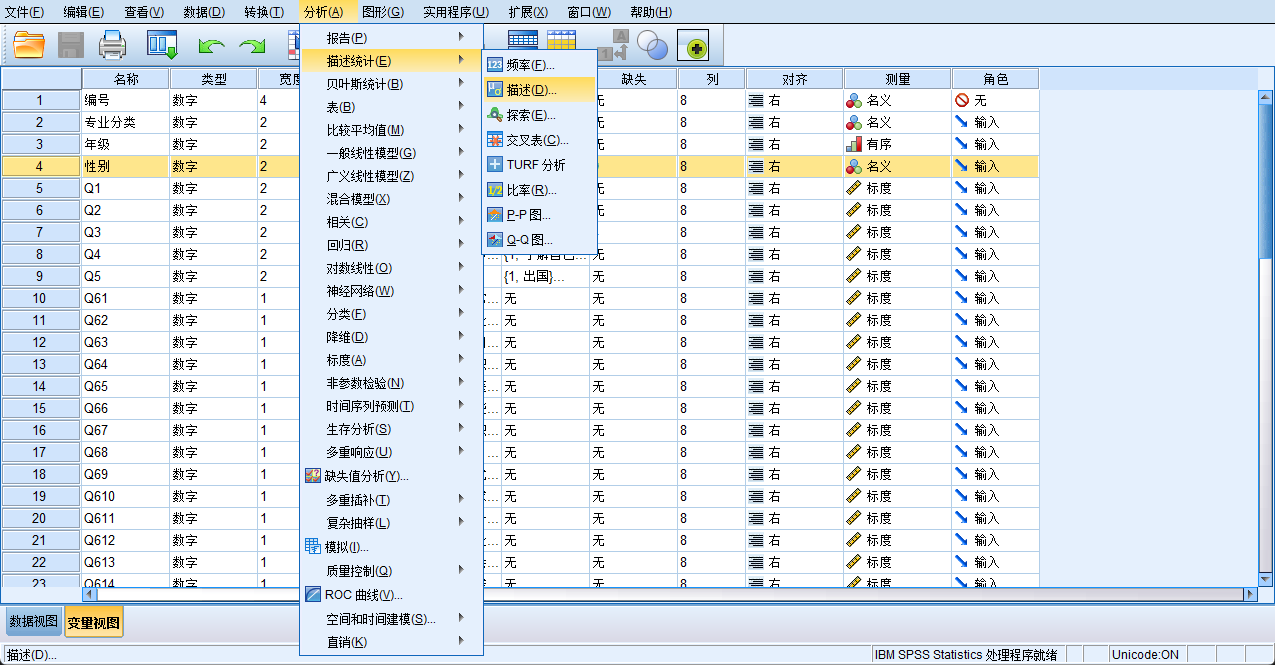 文件(F) 编辑(E) 查看(V) 数据(D) 转换(T) 分析(A) 图形(G) 实用程序(U) 扩展(X) 窗口(W) 帮助(H)
名称 类型 宽度 缺失 列 对齐 测量 角色
1 编号 数字 4 无 8 右 名义 无
2 专业分类 数字 2 8 右 名义 输入
3 年级 数字 2 8 右 有序 输入
4 性别 数字 2 8 右 名义 输入
5 Q1 数字 2 无 8 右 标度 输入
6 Q2 数字 2 无 8 右 标度 输入
7 Q3 数字 2 无 8 右 标度 输入
8 Q4 数字 2 {1, 了解自己... 无 8 右 标度 输入
9 Q5 数字 2 {1, 出国}... 无 8 右 标度 输入
10 Q61 数字 1 无 无 8 右 标度 输入
11 Q62 数字 1 无 无 8 右 标度 输入
12 Q63 数字 1 无 无 8 右 标度 输入
13 Q64 数字 1 无 无 8 右 标度 输入
14 Q65 数字 1 无 无 8 右 标度 输入
15 Q66 数字 1 无 无 8 右 标度 输入
16 Q67 数字 1 无 无 8 右 标度 输入
17 Q68 数字 1 无 无 8 右 标度 输入
18 Q69 数字 1 无 无 8 右 标度 输入
19 Q610 数字 1 无 无 8 右 标度 输入
20 Q611 数字 1 无 无 8 右 标度 输入
21 Q612 数字 1 无 无 8 右 标度 输入
22 Q613 数字 1 无 无 8 右 标度 输入
23 Q614 数字 1 无 无 8 右 标度 输入
报告(P)
描述统计(E)
贝叶斯统计(B)
表(B)
比较平均值(M)
一般线性模型(G)
广义线性模型(Z)
混合模型(X)
相关(C)
回归(R)
对数线性(O)
神经网络(W)
分类(F)
降维(D)
标度(A)
非参数检验(N)
时间序列预测(T)
生存分析(S)
多重响应(U)
缺失值分析(Y)...
多重插补(T)
复杂抽样(L)
模拟(I)...
质量控制(Q)
ROC 曲线(V)...
空间和时间建模(S)...
直销(K)
频率(F)...
描述(D)...
探索(E)...
交叉表(C)...
TURF 分析
比率(R)...
P-P 图...
Q-Q 图...
数据视图 变量视图
描述(D)... IBM SPSS Statistics 处理程序就绪 Unicode:ON